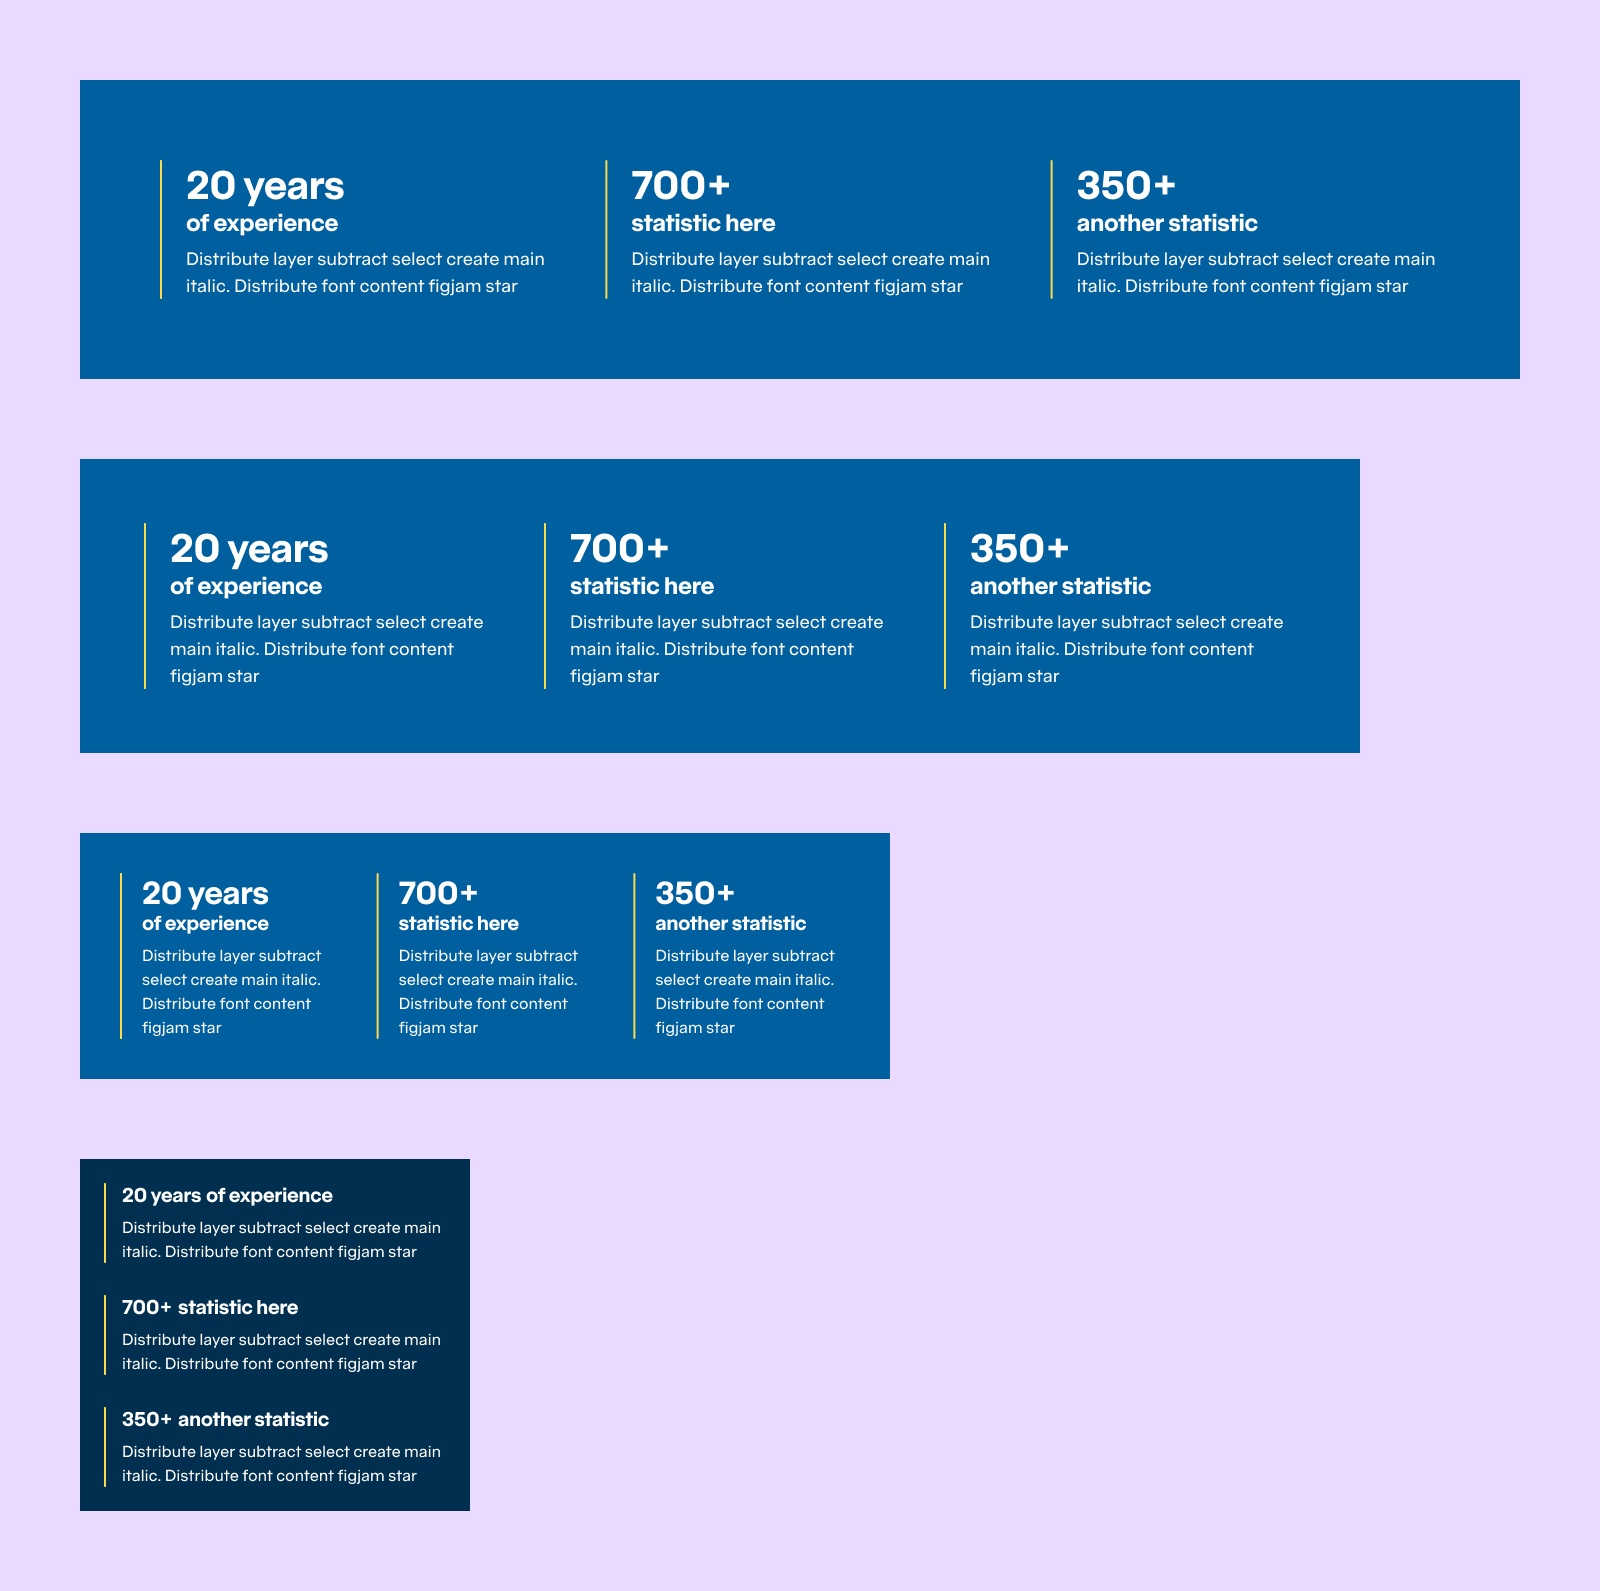 20 years
of experience
Distribute layer subtract select create main
italic. Distribute font content figjam star
700+
statistic here
Distribute layer subtract select create main
italic. Distribute font content figjam star
350+
another statistic
Distribute layer subtract select create main
italic. Distribute font content figjam star
20 years
of experience
Distribute layer subtract select create
main italic. Distribute font content
figjam star
700+
statistic here
Distribute layer subtract select create
main italic. Distribute font content
figjam star
350+
another statistic
Distribute layer subtract select create
main italic. Distribute font content
figjam star
20 years
of experience
Distribute layer subtract
select create main italic.
Distribute font content
figjam star
700+
statistic here
Distribute layer subtract
select create main italic.
Distribute font content
figjam star
350+
another statistic
Distribute layer subtract
select create main italic.
Distribute font content
figjam star
20 years of experience
Distribute layer subtract select create main
italic. Distribute font content figjam star
700+ statistic here
Distribute layer subtract select create main
italic. Distribute font content figjam star
350+ another statistic
Distribute layer subtract select create main
italic. Distribute font content figjam star